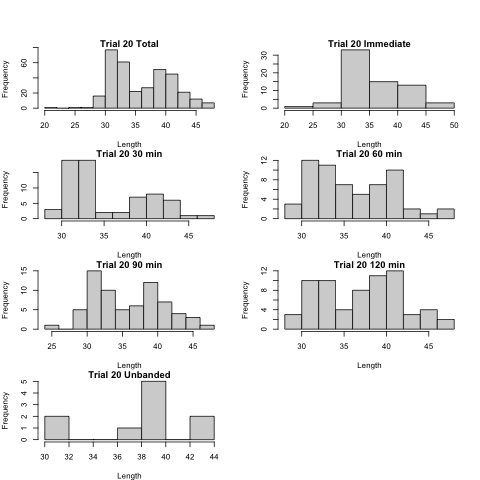 Trial 20 Total
Frequency
0 20 60
20 25 30 35 40 45
Length
Trial 20 Immediate
Frequency
0 10 20 30
20 25 30 35 40 45 50
Length
Trial 20 30 min
Frequency
0 5 10
30 35 40 45
Length
Trial 20 60 min
Frequency
0 4 8 12
30 35 40 45
Length
Trial 20 90 min
Frequency
0 5 10 15
25 30 35 40 45
Length
Trial 20 120 min
Frequency
0 4 8 12
30 35 40 45
Length
Trial 20 Unbanded
Frequency
0 1 2 3 4 5
30 32 34 36 38 40 42 44
Length